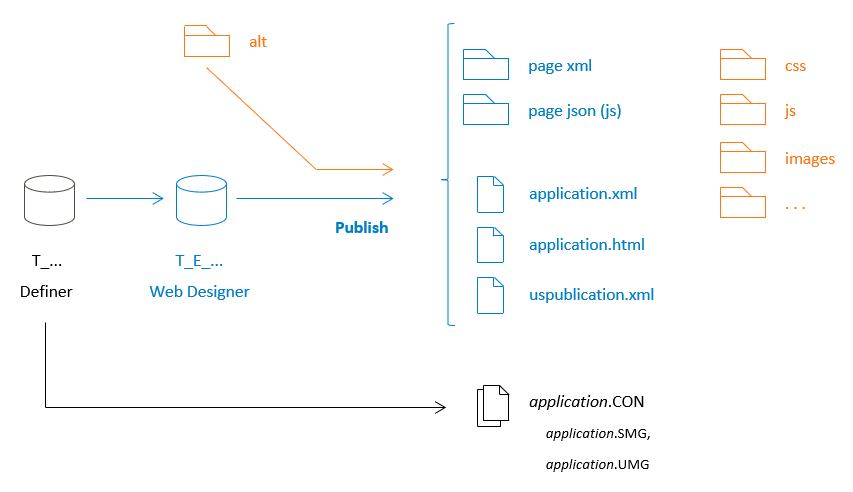 alt
page xml
css
page json (js)
js
images
application.xml
. . .
Publish
application.html
T_...
T_E_...
Definer
Web Designer
uspublication.xml
application.CON
application.SMG,
application.UMG